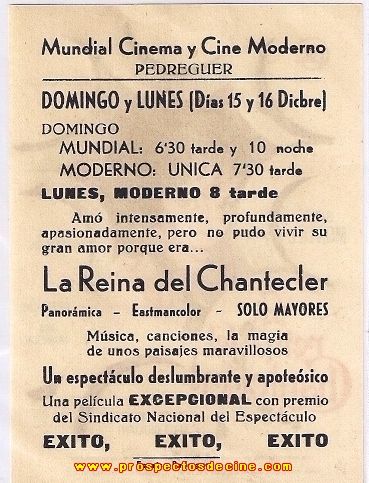 Mundial Cinema y Cine Moderno
PEDREGUER
DOMINGO y LUNES (Días 15 y 16 Dicbre)
DOMINGO
MUNDIAL: 6'30 tarde y 10 noche
MODERNO: UNICA 7'30 tarde
LUNES, MODERNO 8 tarde
Amó intensamente, profundamente,
apasionadamente, pero no pudo vivir su
gran amor porque era...
La Reina del Chantecler
Panorámica - Eastmancolor - SOLO MAYORES
Música, canciones, la magia
de unos paisajes maravillosos
Un espectáculo deslumbrante y apoteósico
Una película EXCEPCIONAL con premio
del Sindicato Nacional del Espectáculo
EXITO, EXITO, EXITO
www.prospectosdecine.com